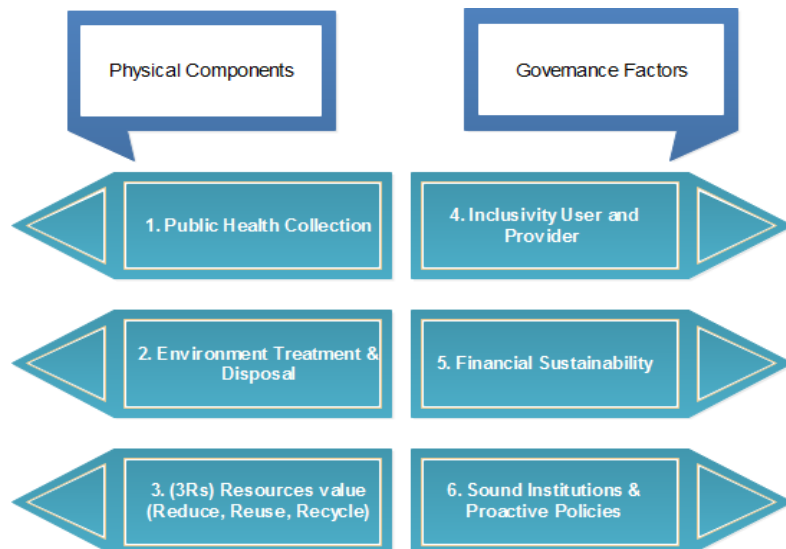 Physical Components
Governance Factors
1. Public Health Collection
4. Inclusivity User and
Provider
2. Environment Treatment &
Disposal
5. Financial Sustainability
3. (3Rs) Resources value
(Reduce, Reuse, Recycle)
6. Sound Institutions &
Proactive Policies